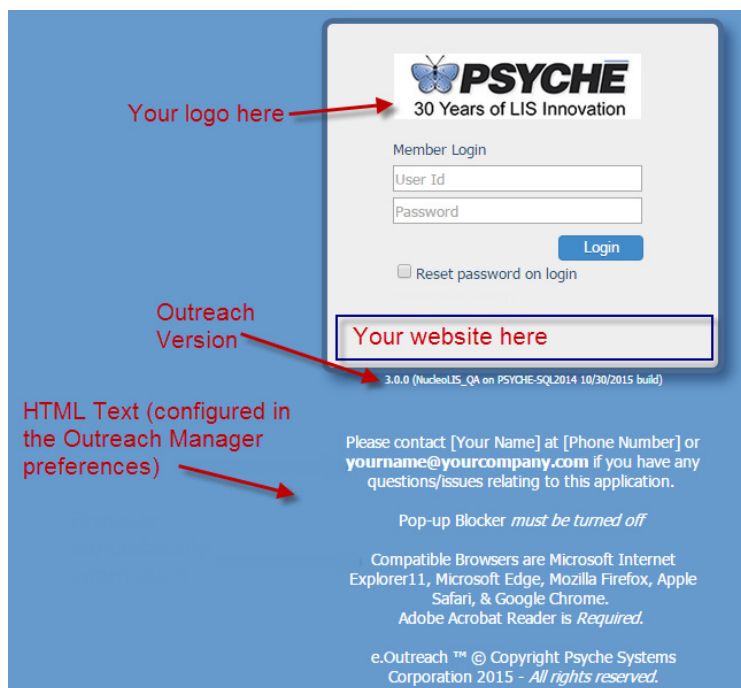 PSYCHE
30 Years of LIS Innovation
Your logo here
Member Login
User Id
Password
Login
Reset password on login
Outreach
Version
Your website here
3.0.0 (NucleoLIS_QA on PSYCHE-SQL2014 10/30/2015 build)
HTML Text (configured in
the Outreach Manager
preferences)
Please contact [Your Name] at [Phone Number] or
yourname@yourcompany.com if you have any
questions/issues relating to this application.
Pop-up Blocker must be turned off
Compatible Browsers are Microsoft Internet
Explorer11, Microsoft Edge, Mozilla Firefox, Apple
Safari, & Google Chrome.
Adobe Acrobat Reader is Required.
e.Outreach ™ © Copyright Psyche Systems
Corporation 2015 - All rights reserved.